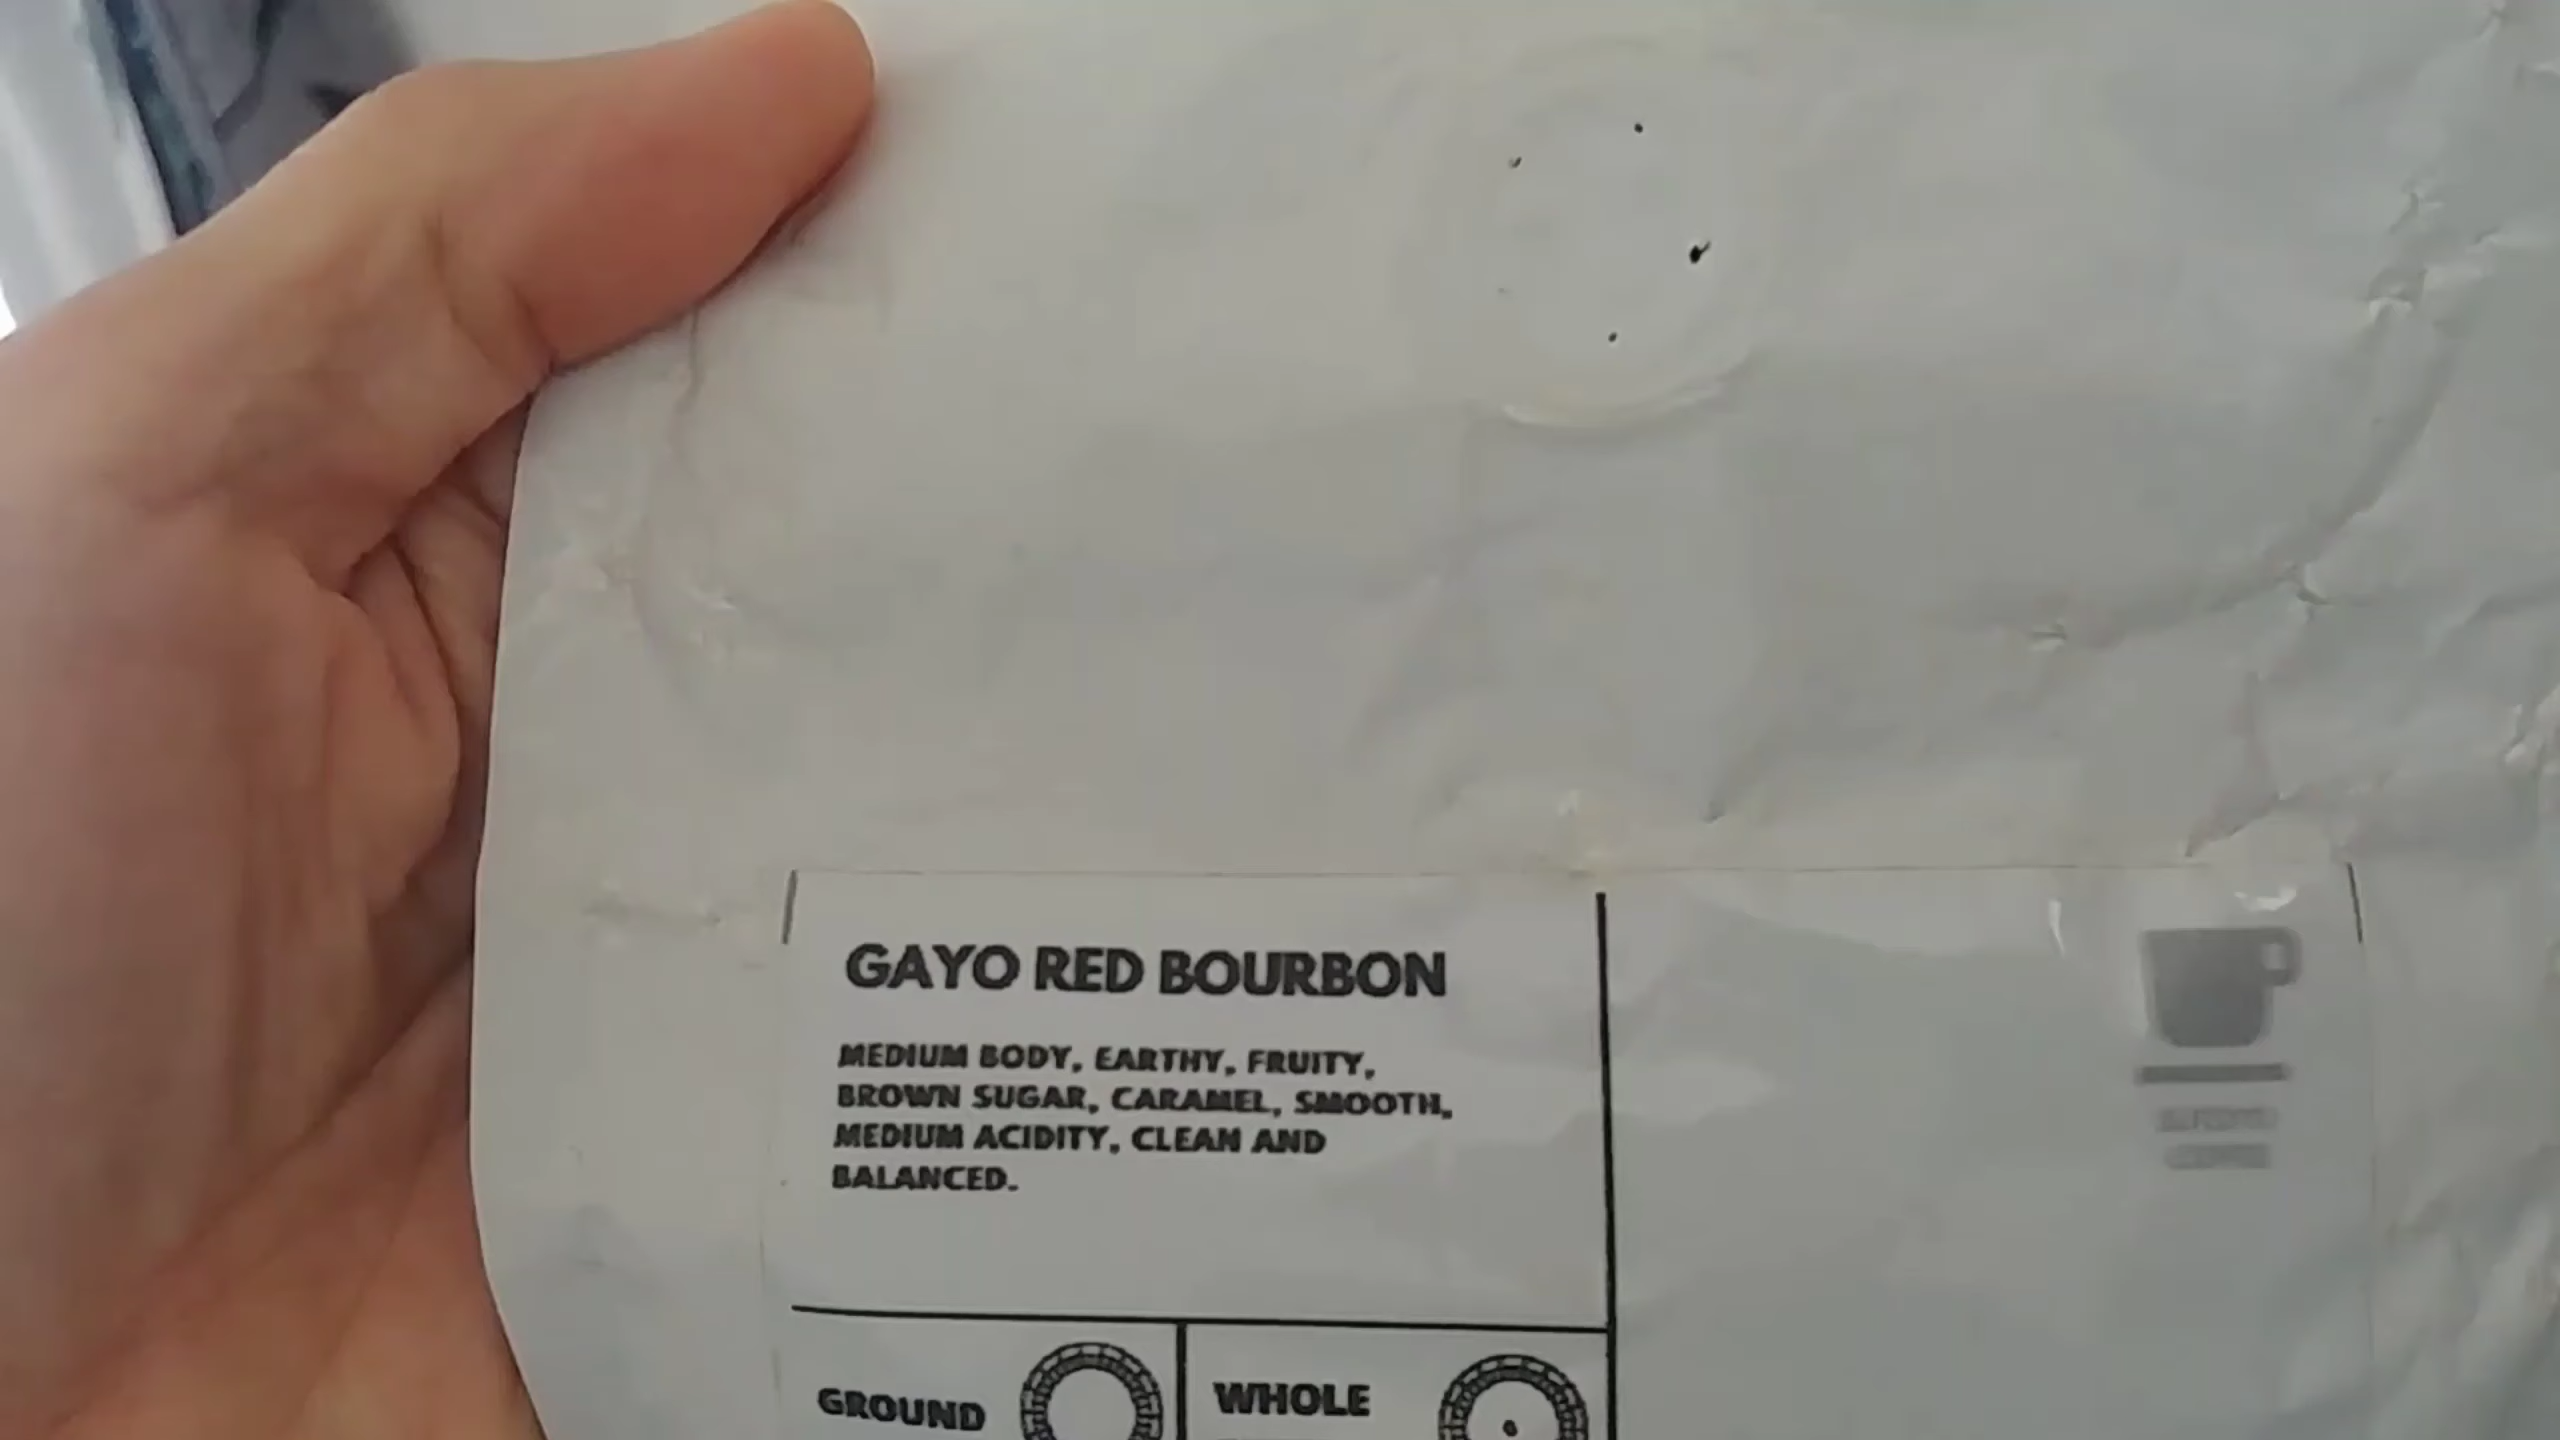 GAYO RED BOURBON
MEDIUM BODY, EARTHY, FRUITY,
BROWN SUGAR, CARAMEL, SMOOTH,
MEDIUM ACIDITY, CLEAN AND
BALANCED.
GROUND
WHOLE